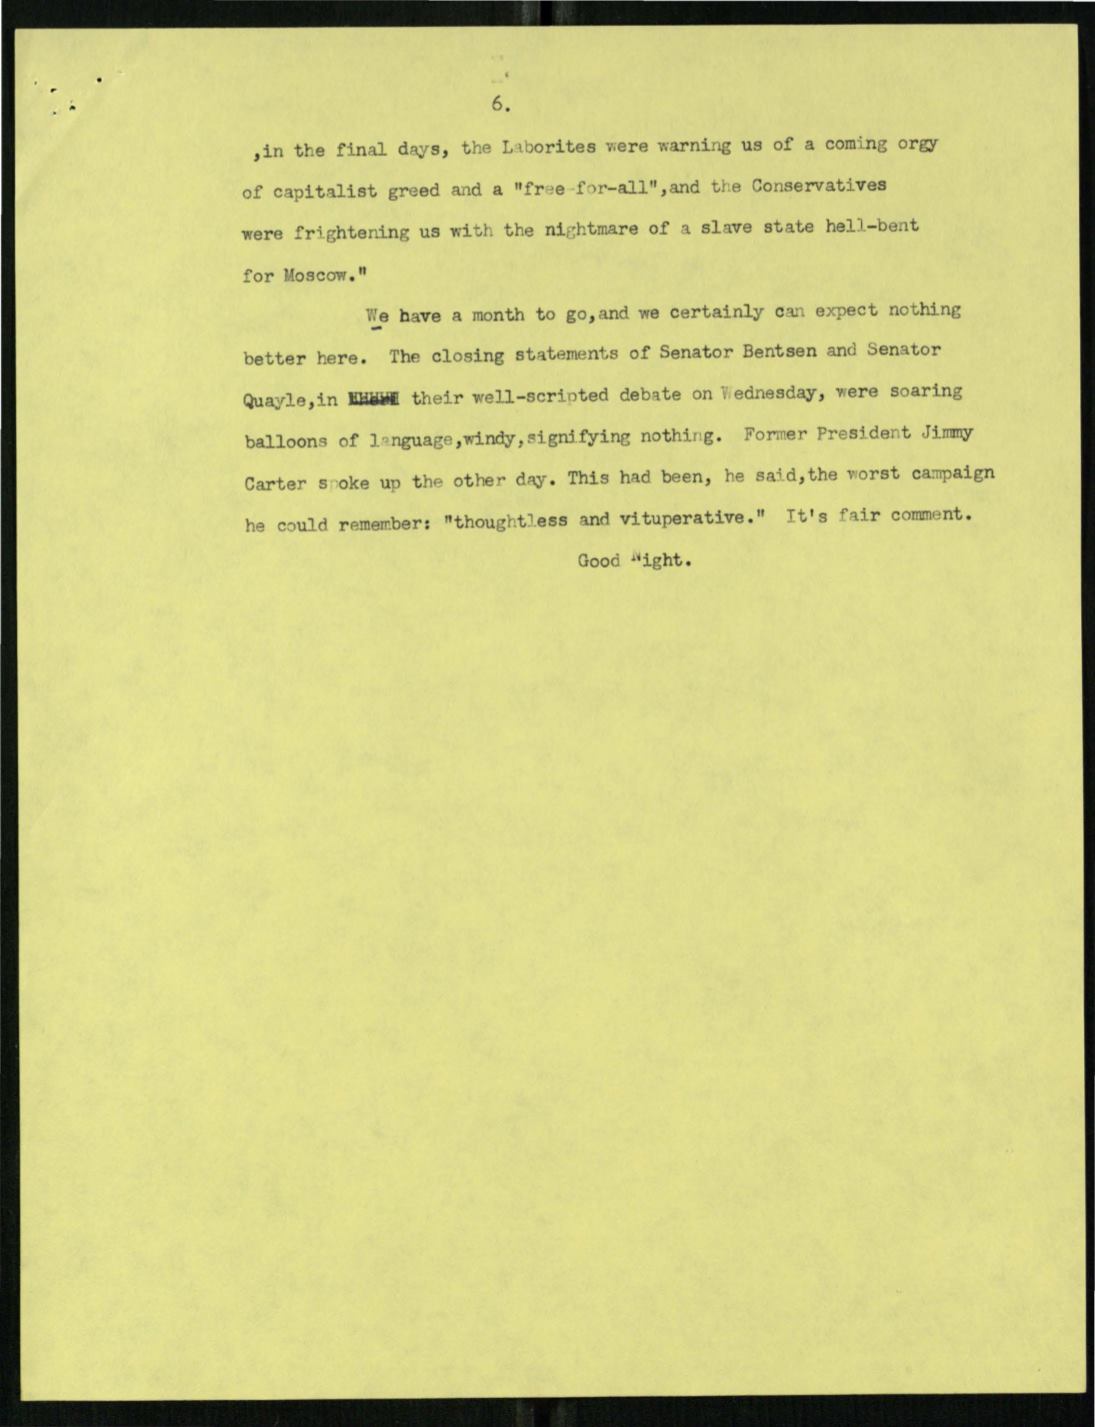 6.
,in the final days, the Laborites were warning us of a coming orgy
of capitalist greed and a "free-for-all",and the Conservatives
were frightening us with the nightmare of a slave state hell-bent
for Moscow."
We have a month to go,and we certainly can expect nothing
better here. The closing statements of Senator Bentsen and Senator
Quayle,in their well-scripted debate on Wednesday, were soaring
balloons of language,windy,signifying nothing. Former President Jimmy
Carter spoke up the other day. This had been, he said,the worst campaign
he could remember: "thoughtless and vituperative." It's fair comment.
Good Night.